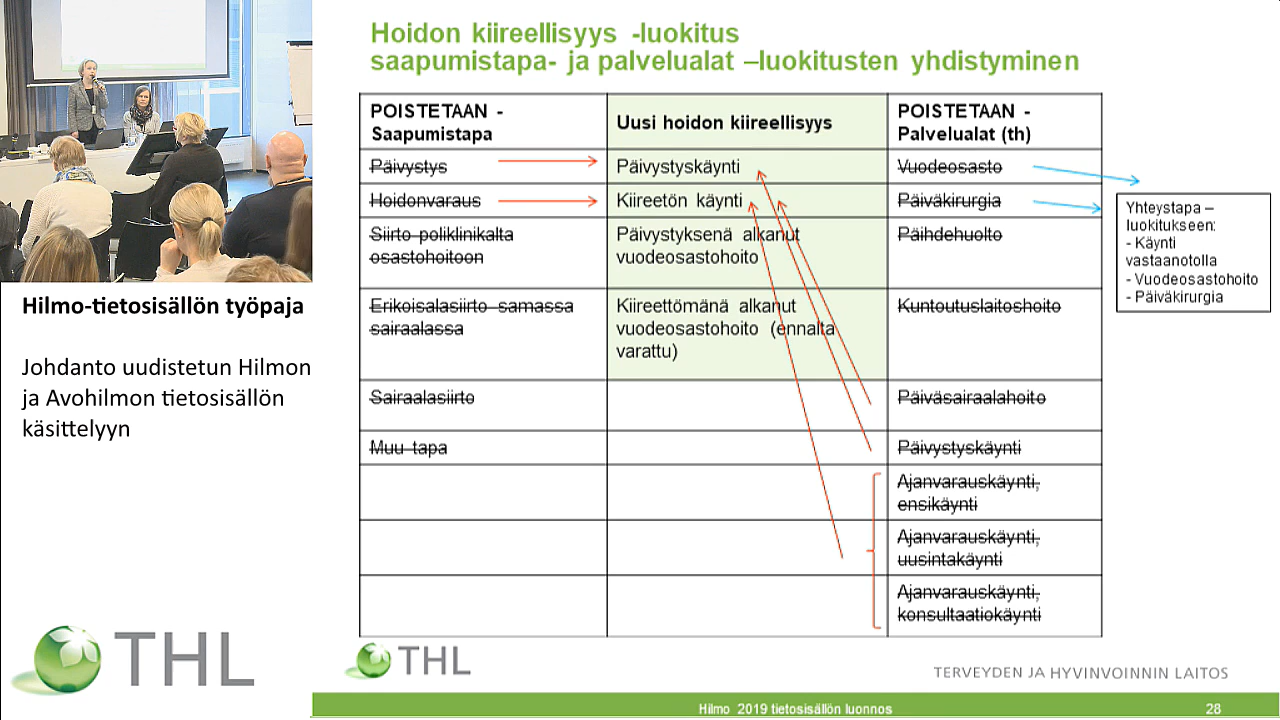 Hoidon kiireellisyys -luokitus
saapumistapa- ja palvelualat –luokitusten yhdistyminen
POISTETAAN -
Saapumistapa
Uusi hoidon kiireellisyys
POISTETAAN -
Palvelualat (th)
Päivystys
Päivystyskäynti
Vuodeosasto
Hoidonvaraus
Kiireetön käynti
Päiväkirurgia
Siirto poliklinikalta
osastohoitoon
Päivystyksenä alkanut
vuodeosastohoito
Päihdehuolto
Erikoisalasiirto samassa
sairaalassa
Kiireettömänä alkanut
vuodeosastohoito (ennalta
varattu)
Kuntoutuslaitoshoito
Sairaalasiirto
Päiväsairaalahoito
Muu tapa
Päivystyskäynti
Ajanvarauskäynti,
ensikäynti
Ajanvarauskäynti,
uusintakäynti
Ajanvarauskäynti,
konsultaatiokäynti
Yhteystapa –
luokitukseen:
- Käynti
vastaanotolla
- Vuodeosastohoito
- Päiväkirurgia
Hilmo-tietosisällön työpaja
Johdanto uudistetun Hilmon
ja Avohilmon tietosisällön
käsittelyyn
THL
THL
TERVEYDEN JA HYVINVOINNIN LAITOS
Hilmo 2019 tietosisällön luonnos
28